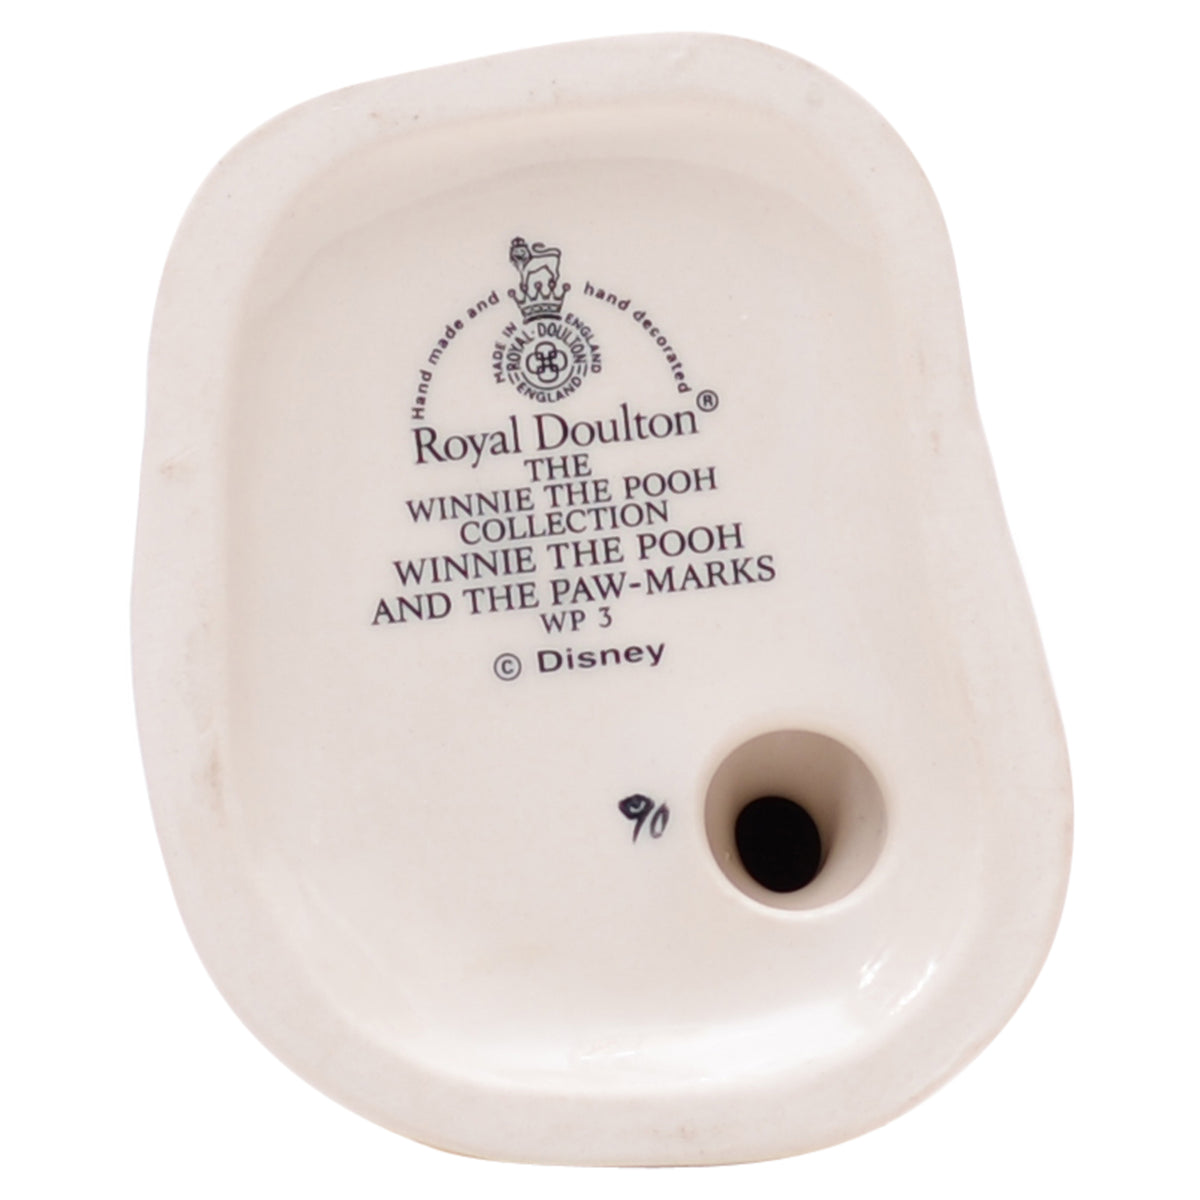 Hand made and hand decorated
MADE IN ENGLAND
ROYAL-DOULTON
ENGLAND
Royal Doulton®
THE
WINNIE THE POOH
COLLECTION
WINNIE THE POOH
AND THE PAW-MARKS
WP 3
© Disney
90